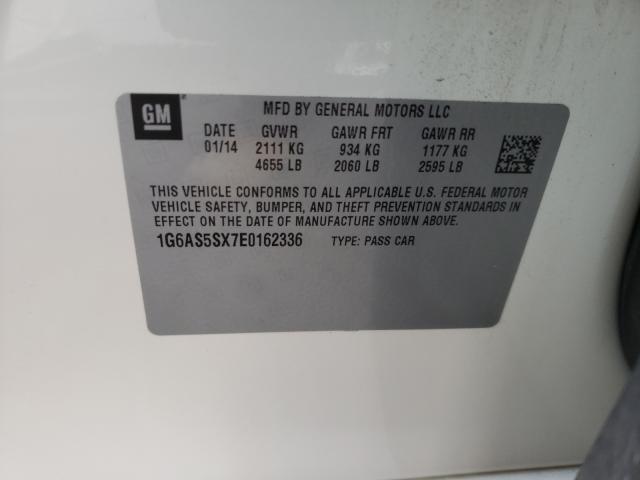 GM
MFD BY GENERAL MOTORS LLC
DATE GVWR GAWR FRT GAWR RR
01/14 2111 KG 934 KG 1177 KG
4655 LB 2060 LB 2595 LB
THIS VEHICLE CONFORMS TO ALL APPLICABLE U.S. FEDERAL MOTOR
VEHICLE SAFETY, BUMPER, AND THEFT PREVENTION STANDARDS IN
EFFECT ON THE DATE OF MANUFACTURE SHOWN ABOVE.
1G6AS5SX7E0162336 TYPE: PASS CAR